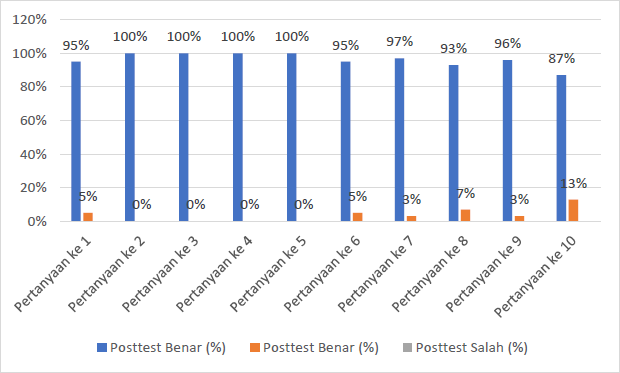 120%
100%
80%
60%
40%
20%
0%
95% 100% 100% 100% 100% 95% 97% 93% 96% 87%
5% 0% 0% 0% 0% 5% 3% 7% 3% 13%
Pertanyaan ke 1
Pertanyaan ke 2
Pertanyaan ke 3
Pertanyaan ke 4
Pertanyaan ke 5
Pertanyaan ke 6
Pertanyaan ke 7
Pertanyaan ke 8
Pertanyaan ke 9
Pertanyaan ke 10
Posttest Benar (%) Posttest Benar (%) Posttest Salah (%)